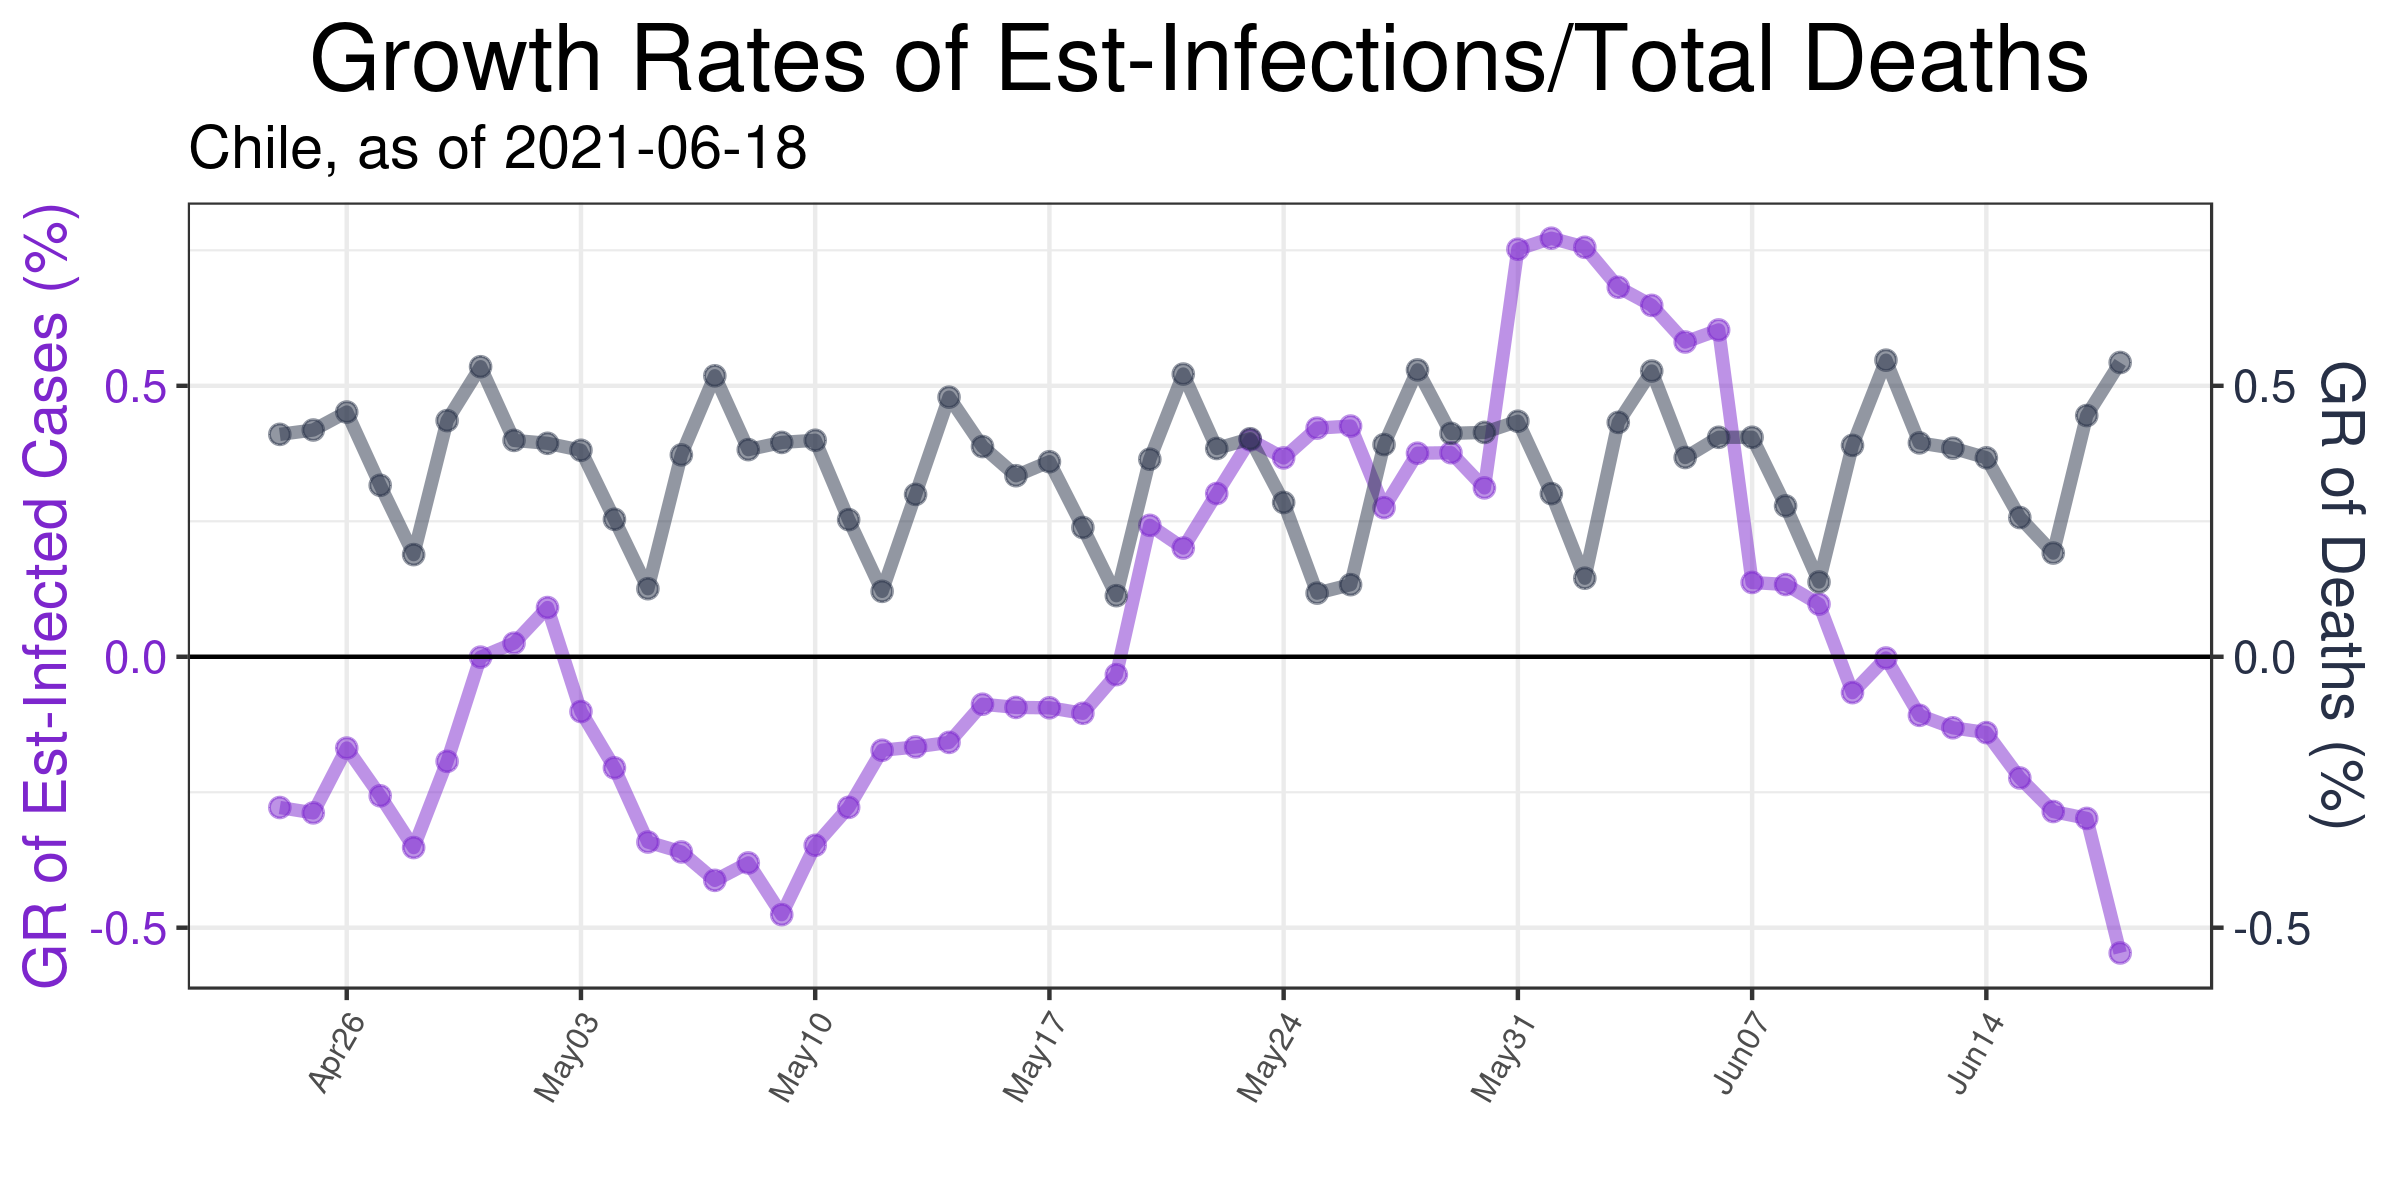 Growth Rates of Est-Infections/Total Deaths
Chile, as of 2021-06-18
GR of Est-Infected Cases (%)
0.5
0.0
-0.5
0.5
0.0
-0.5
GR of Deaths (%)
Apr26
May03
May10
May17
May24
May31
Jun07
Jun14